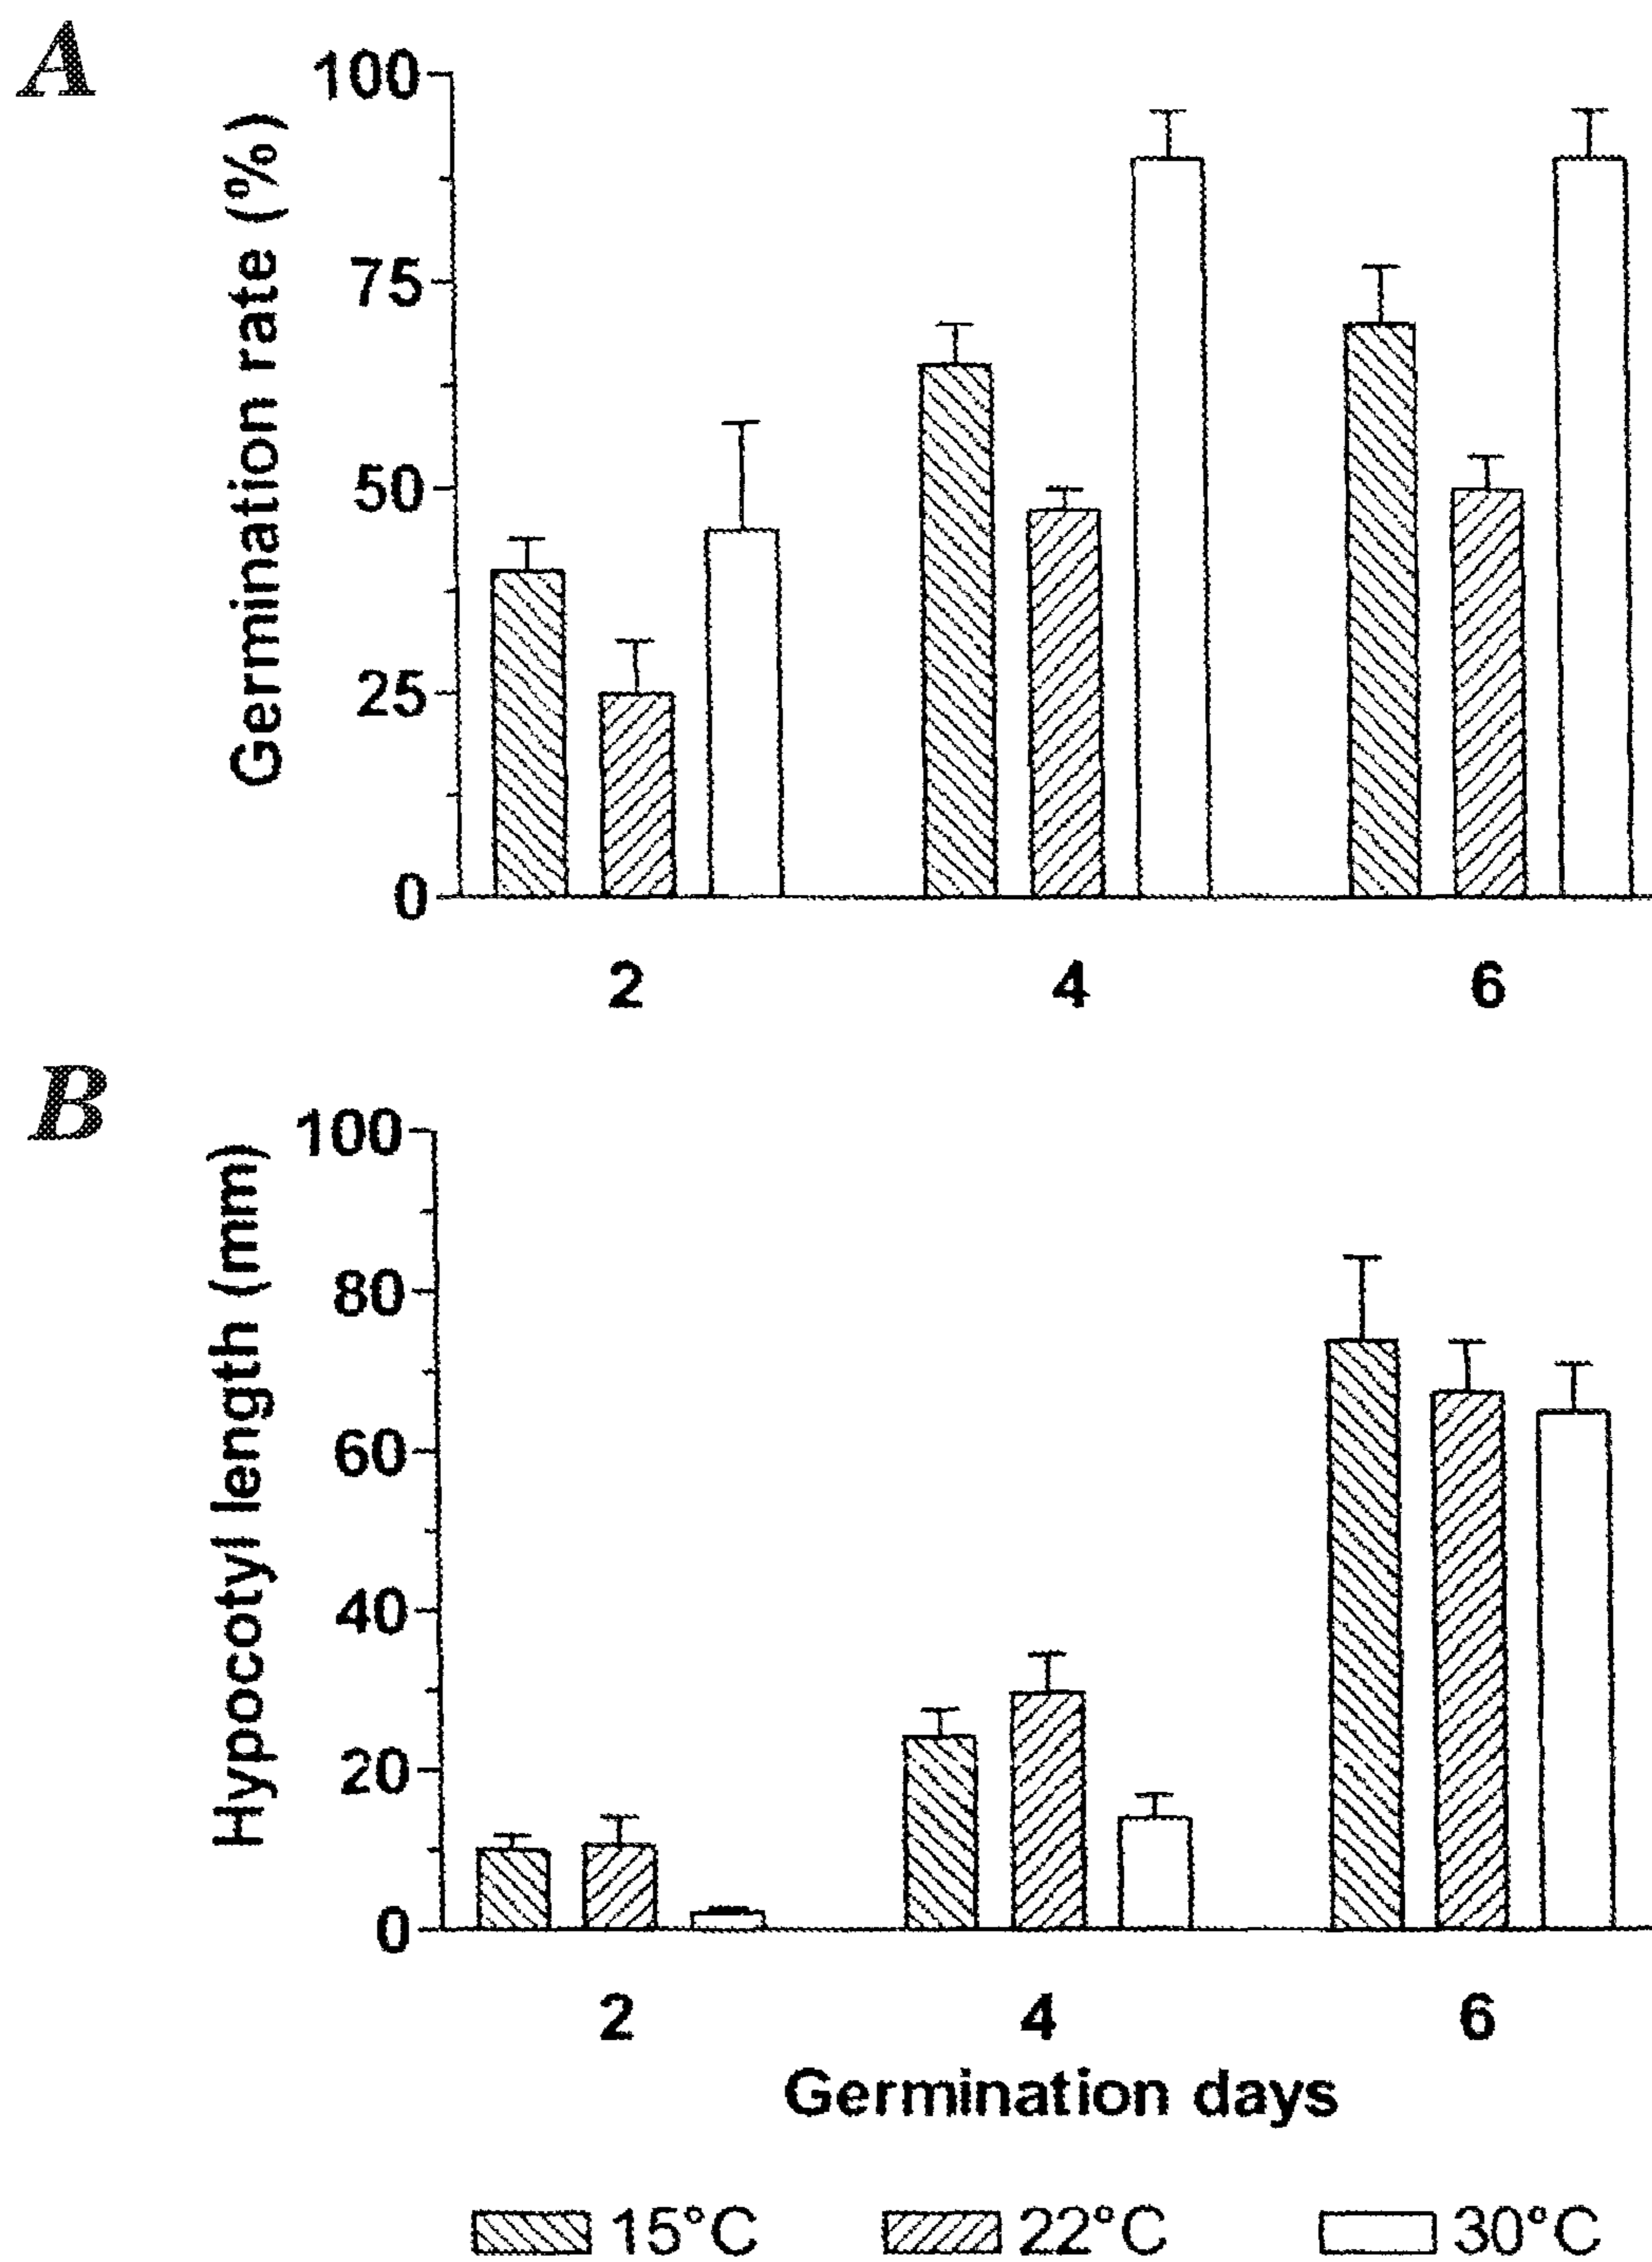 A
Germination rate (%)
100
75
50
25
0
2 4 6
B
Hypocotyl length (mm)
100
80
60
40
20
0
2 4 6
Germination days
15°C 22°C 30°C